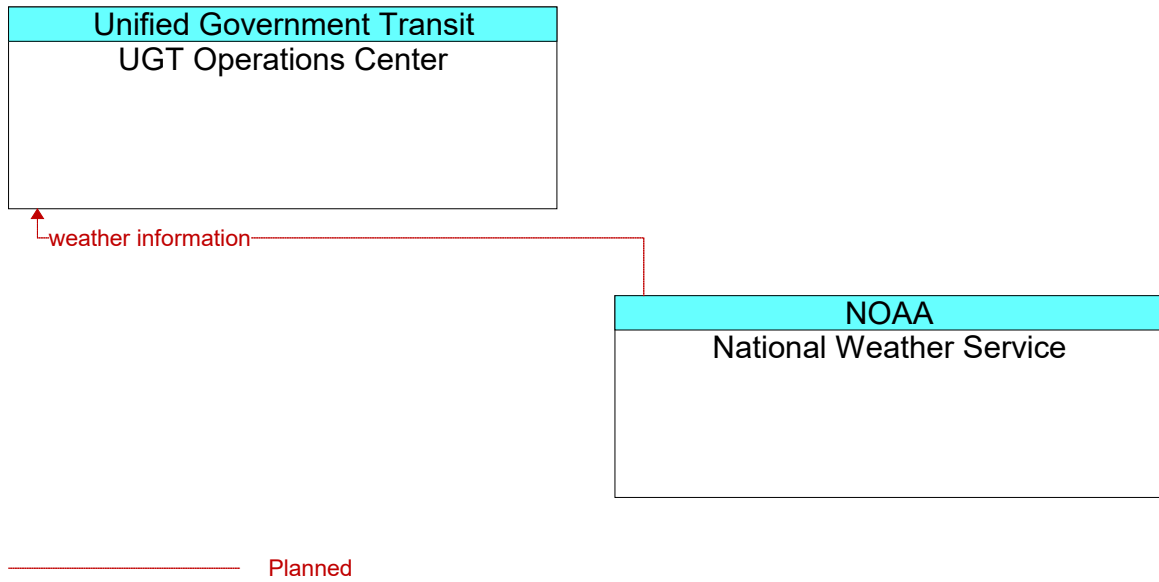 Unified Government Transit
UGT Operations Center
weather information
NOAA
National Weather Service
Planned